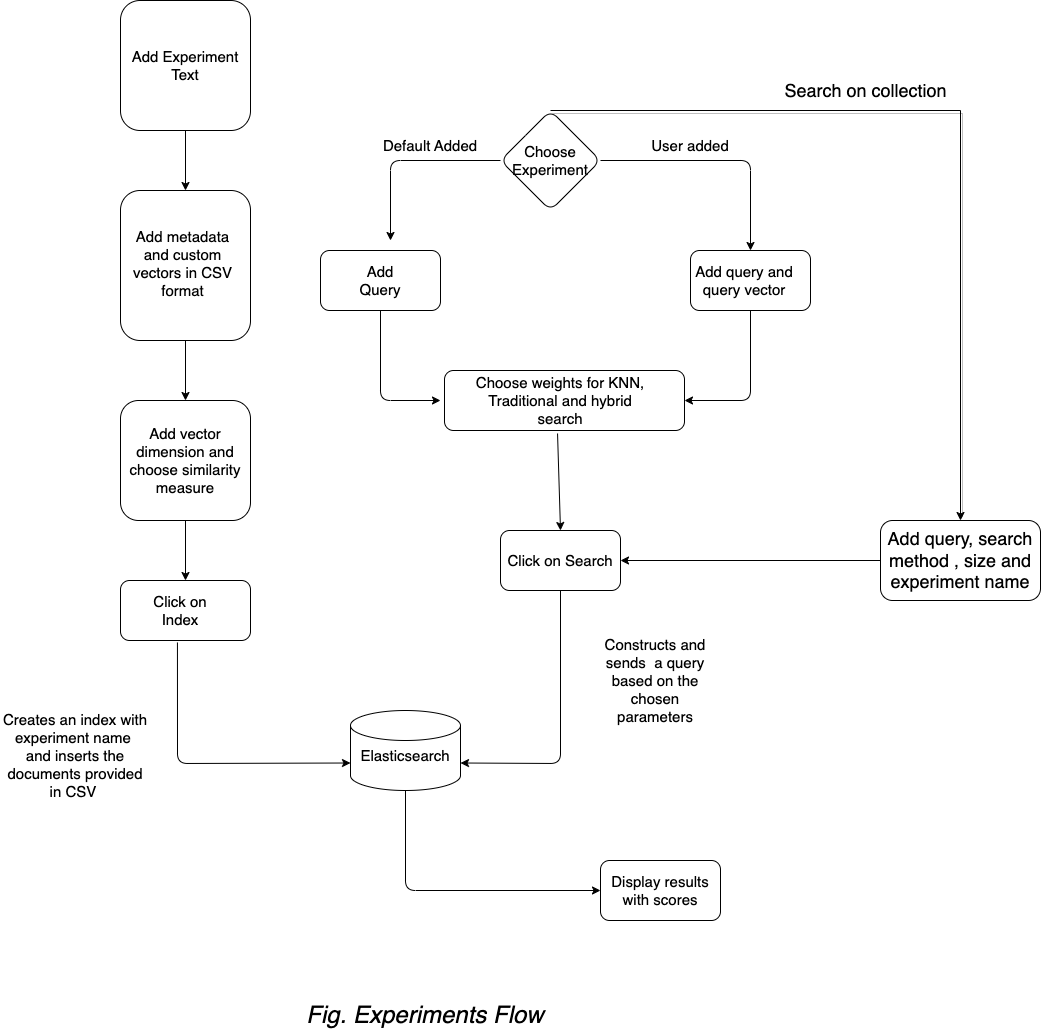 Add Experiment
Text
Add metadata
and custom
vectors in CSV
format
Add vector
dimension and
choose similarity
measure
Click on
Index
Creates an index with
experiment name
and inserts the
documents provided
in CSV
Search on collection
Choose
Experiment
Default Added
User added
Add
Query
Add query and
query vector
Choose weights for KNN,
Traditional and hybrid
search
Click on Search
Add query, search
method , size and
experiment name
Constructs and
sends  a query
based on the
chosen
parameters
Elasticsearch
Display results
with scores
Fig. Experiments Flow